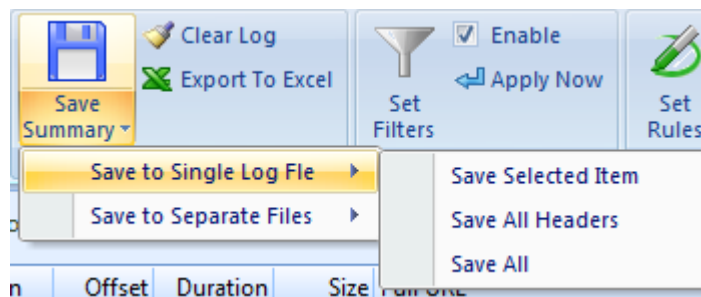 Clear Log
Export To Excel
Save
Summary
Enable
Apply Now
Set
Filters
Set
Rules
Save to Single Log Fle
Save to Separate Files
Save Selected Item
Save All Headers
Save All
Offset Duration Size